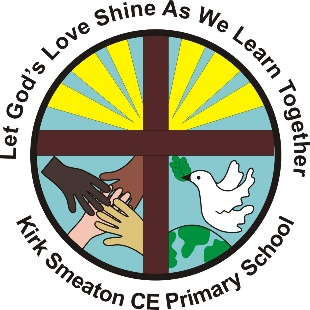 Let God's Love Shine As We Learn Together
Kirk Smeaton CE Primary School